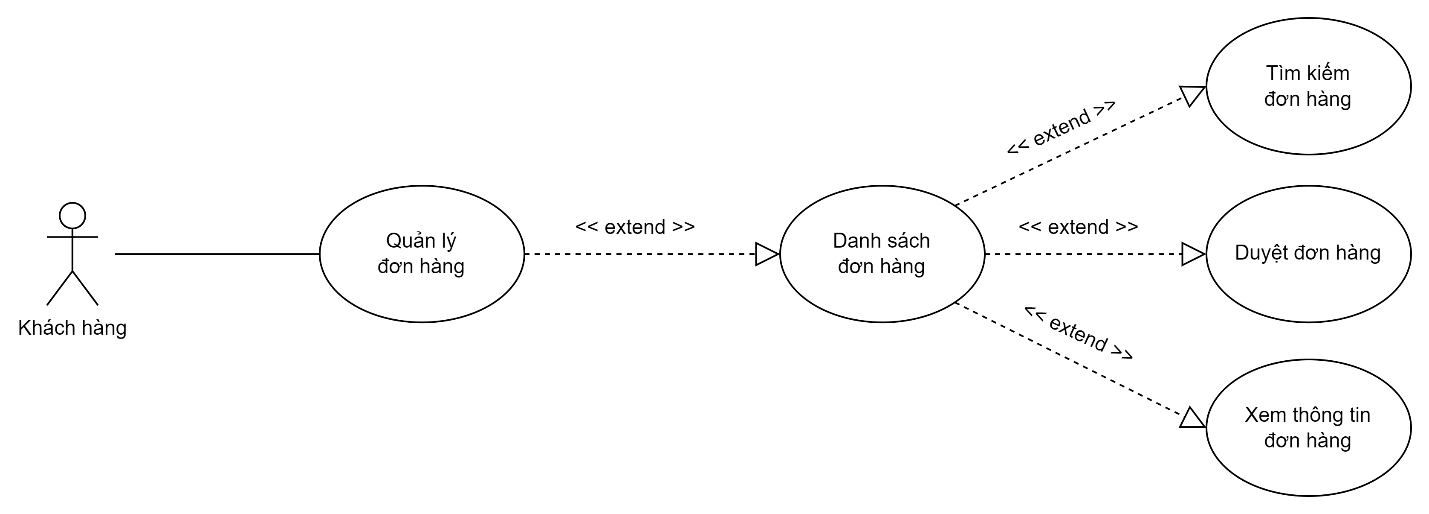 Khách hàng
Quản lý
đơn hàng
<< extend >>
Danh sách
đơn hàng
<< extend >>
Tìm kiếm
đơn hàng
<< extend >>
Duyệt đơn hàng
<< extend >>
Xem thông tin
đơn hàng